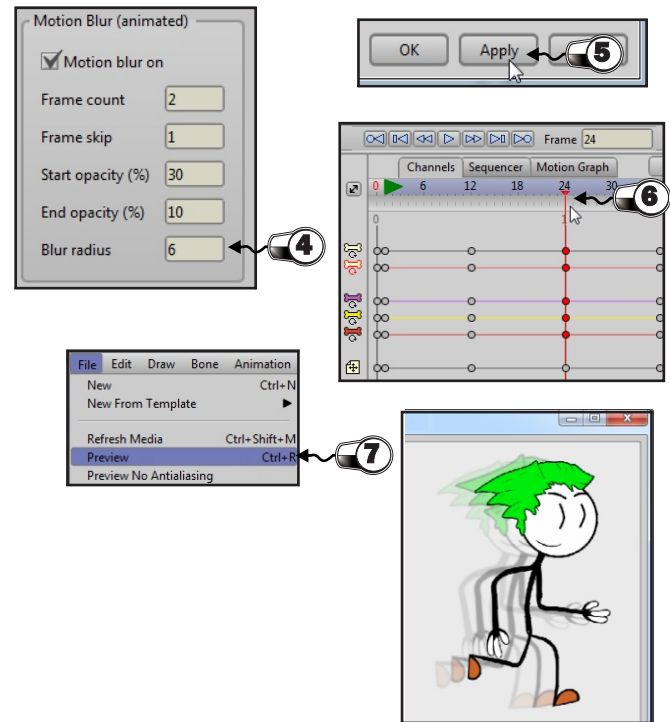 Motion Blur (animated)
Motion blur on
Frame count 2
Frame skip 1
Start opacity (%) 30
End opacity (%) 10
Blur radius 6
4
OK Apply
5
Frame 24
Channels Sequencer Motion Graph
0 6 12 18 24 30
0
6
File Edit Draw Bone Animation
New Ctrl+N
New From Template
Refresh Media Ctrl+Shift+M
Preview Ctrl+R
Preview No Antialiasing
7